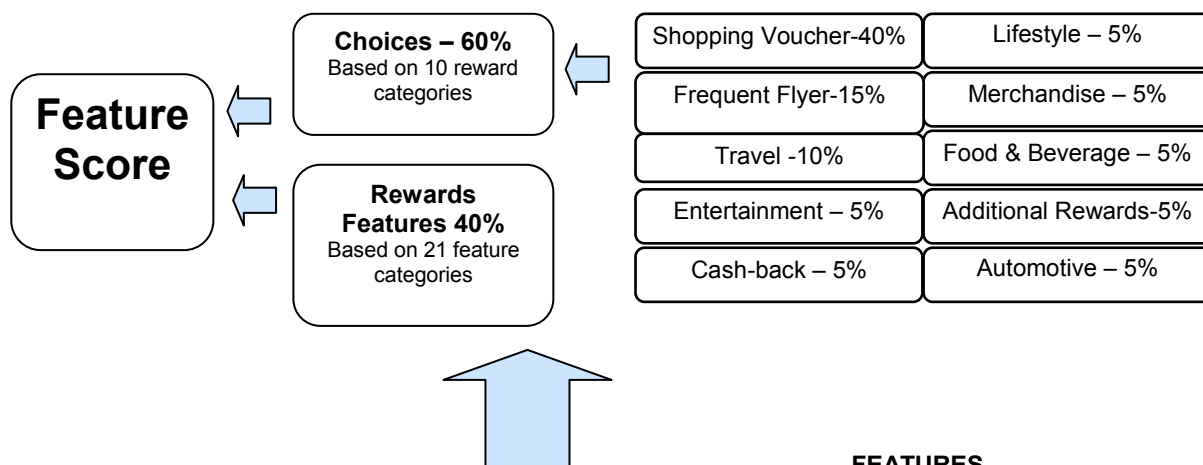 Feature
Score
Choices – 60%
Based on 10 reward
categories
Rewards
Features 40%
Based on 21 feature
categories
Shopping Voucher-40%
Lifestyle – 5%
Frequent Flyer-15%
Merchandise – 5%
Travel -10%
Food & Beverage – 5%
Entertainment – 5%
Additional Rewards-5%
Cash-back – 5%
Automotive – 5%
FEATURES